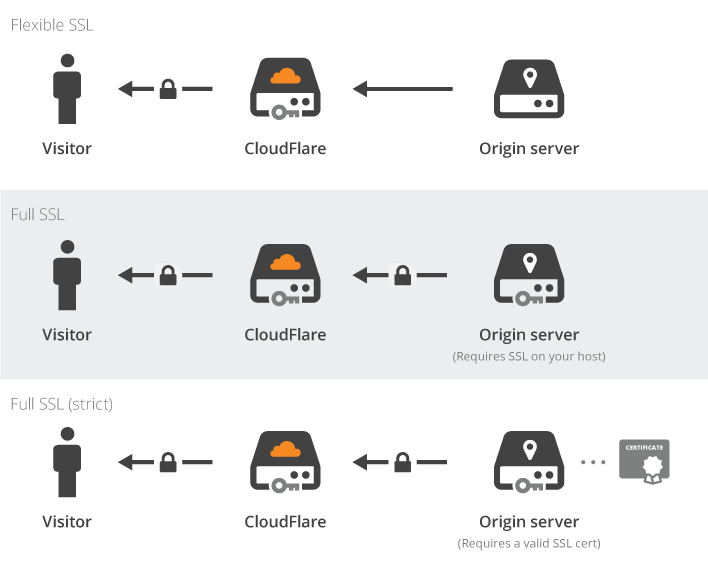 Flexible SSL
Visitor
CloudFlare
Origin server
Full SSL
Visitor
CloudFlare
Origin server
(Requires SSL on your host)
Full SSL (strict)
CERTIFICATE
Visitor
CloudFlare
Origin server
(Requires a valid SSL cert)